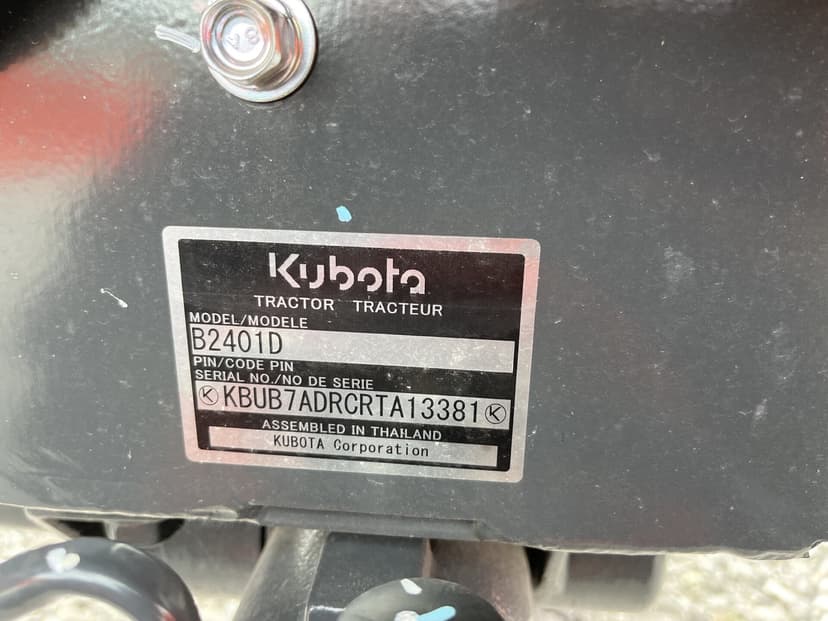 Kubota
TRACTOR TRACTEUR
MODEL/MODELE
B2401D
PIN/CODE PIN
SERIAL NO./NO DE SERIE
KBUB7ADRCRTA13381
ASSEMBLED IN THAILAND
KUBOTA Corporation